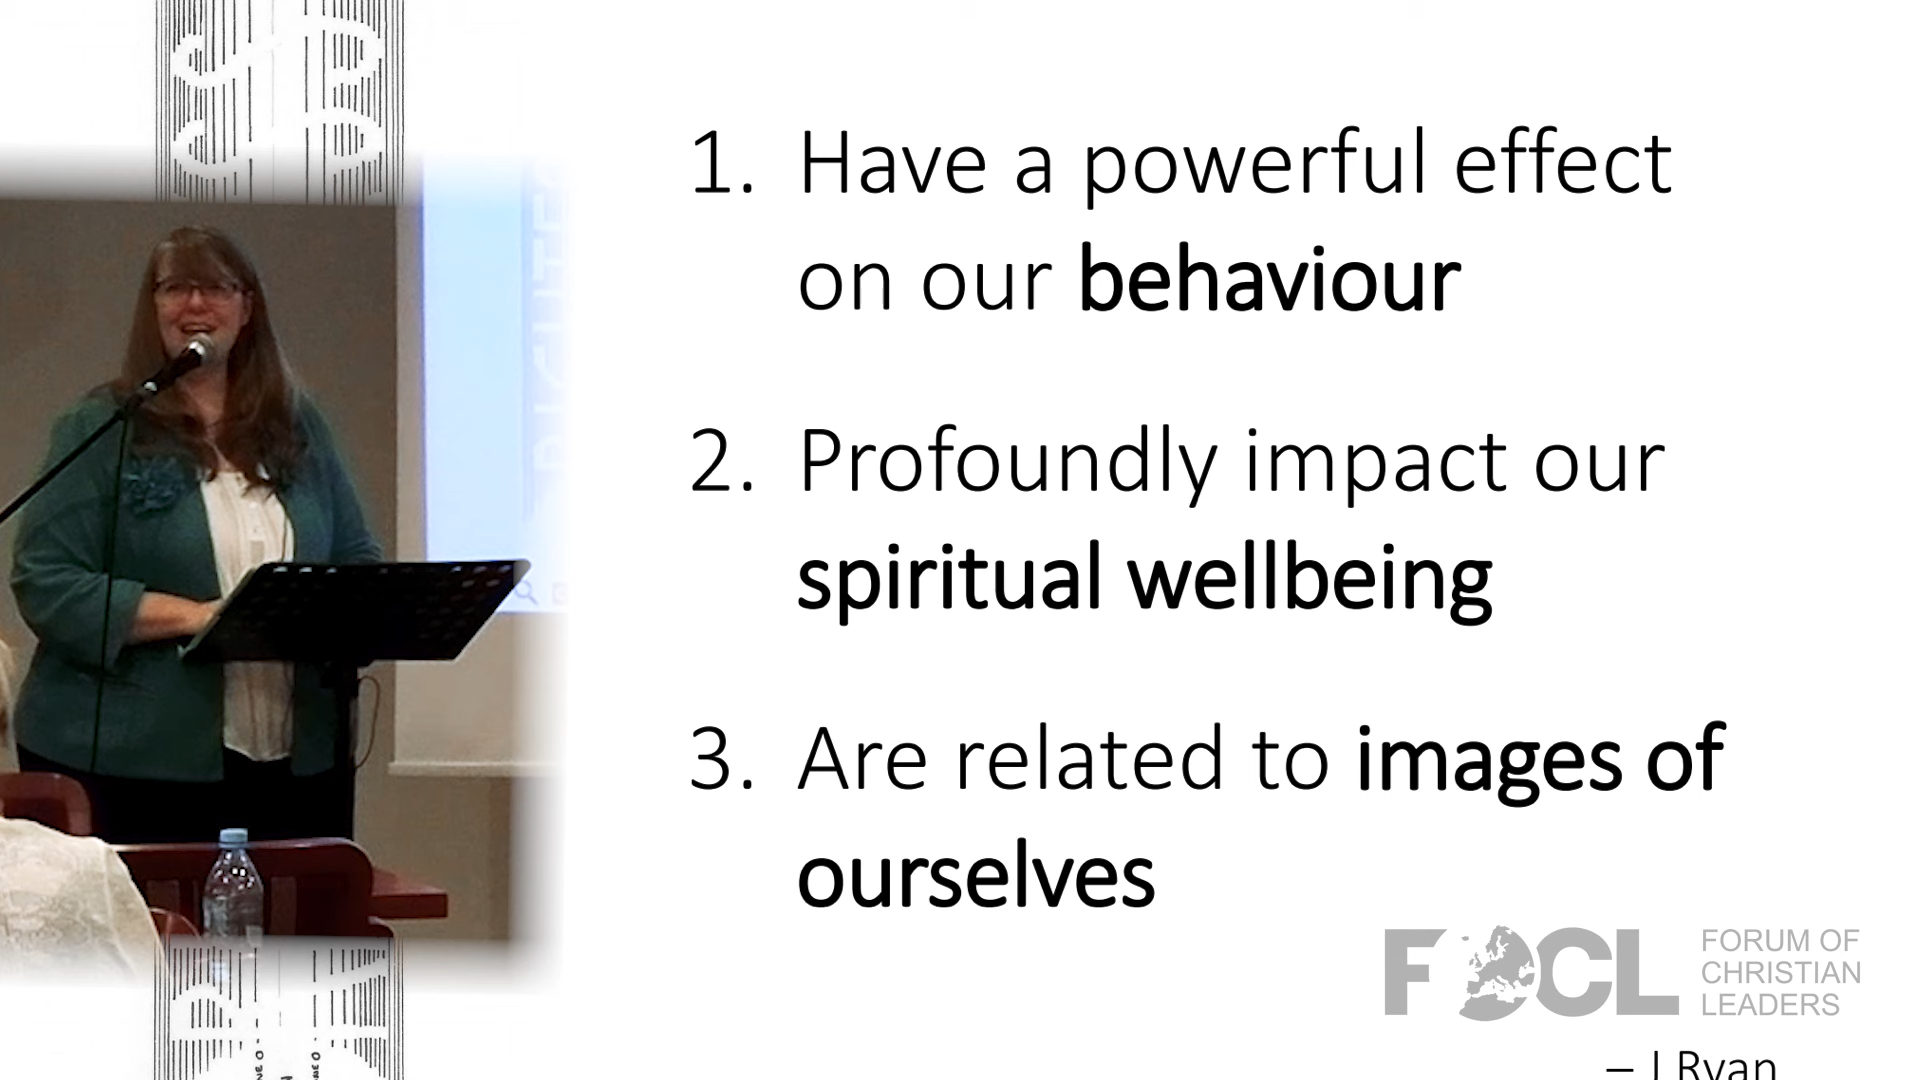 1. Have a powerful effect
on our behaviour
2. Profoundly impact our
spiritual wellbeing
3. Are related to images of
ourselves
FOCL
FORUM OF
CHRISTIAN
LEADERS
– J Ryan